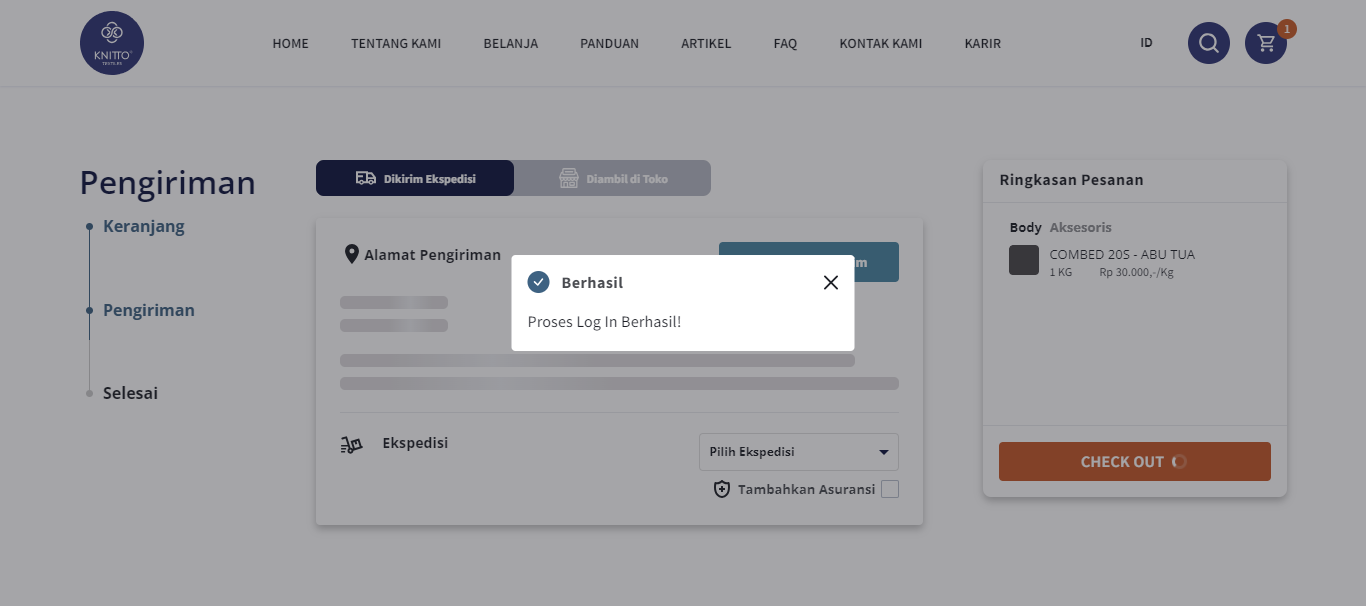 KNITTO
TEXTILES
HOME
TENTANG KAMI
BELANJA
PANDUAN
ARTIKEL
FAQ
KONTAK KAMI
KARIR
ID
1
Pengiriman
Keranjang
Pengiriman
Selesai
Dikirim Ekspedisi
Diambil di Toko
Alamat Pengiriman
m
Berhasil
Proses Log In Berhasil!
Ekspedisi
Pilih Ekspedisi
Tambahkan Asuransi
Ringkasan Pesanan
Body Aksesoris
COMBED 20S - ABU TUA
1 KG Rp 30.000,-/Kg
CHECK OUT